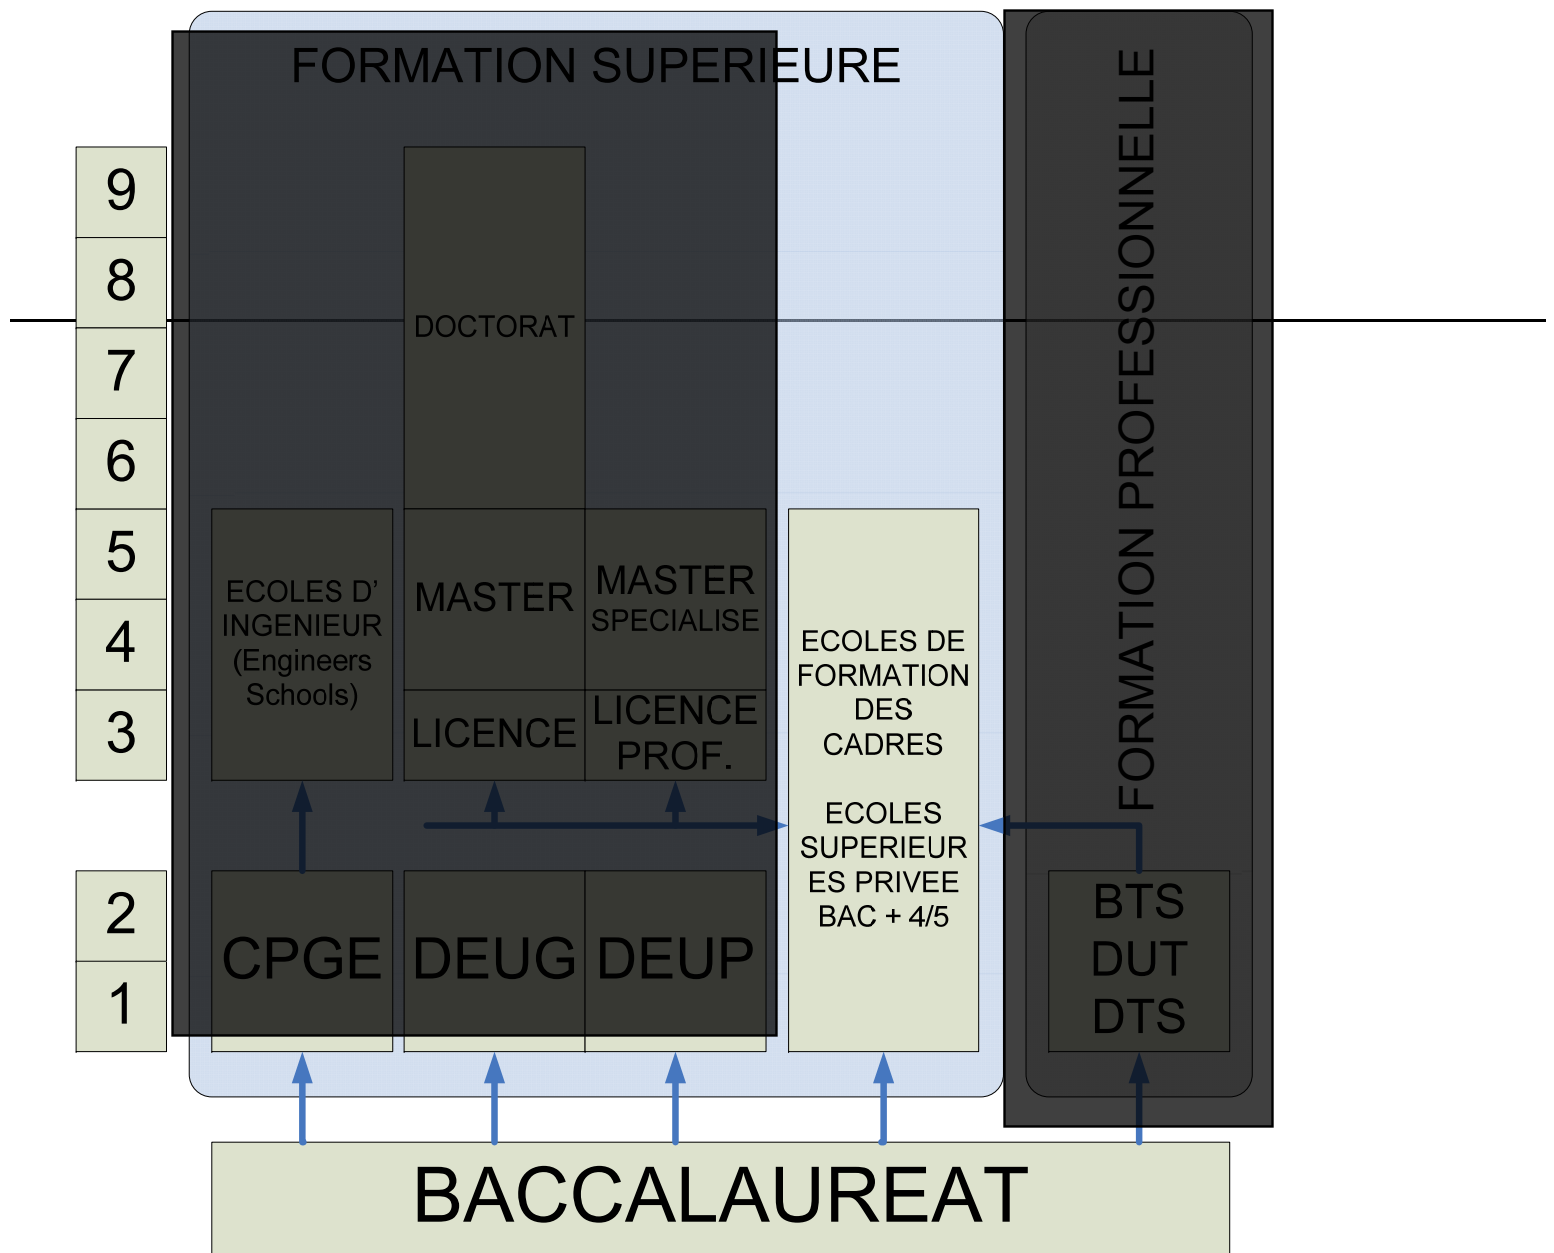 FORMATION SUPERIEURE
FORMATION PROFESSIONNELLE
9
8
7
6
5
4
3
2
1
DOCTORAT
ECOLES D’
INGENIEUR
(Engineers
Schools)
MASTER
MASTER
SPECIALISE
LICENCE
LICENCE
PROF.
ECOLES DE
FORMATION
DES
CADRES
ECOLES
SUPERIEUR
ES PRIVEE
BAC + 4/5
CPGE
DEUG
DEUP
BTS
DUT
DTS
BACCALAUREAT